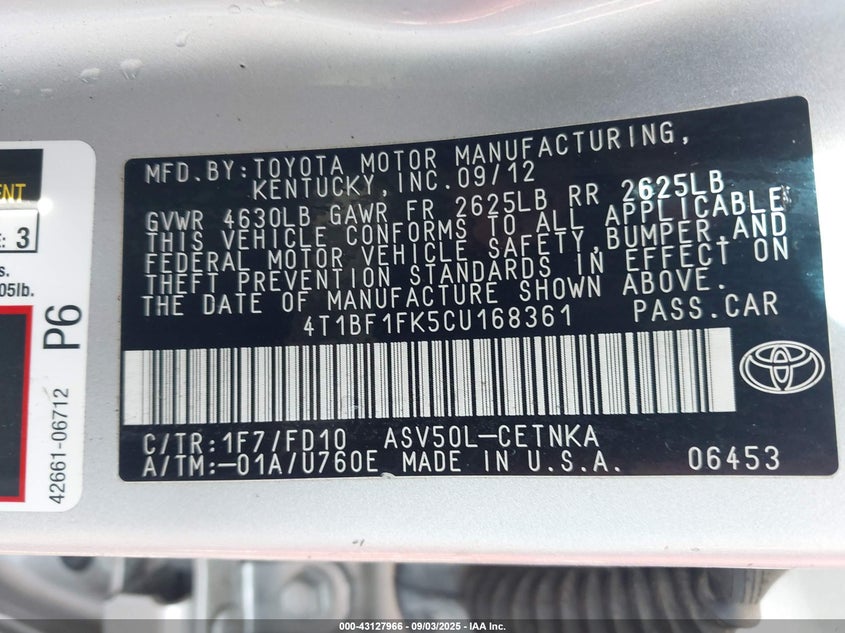 ENT
E: 3
s.
05lb.
P6
42661-06712
MFD.BY:TOYOTA MOTOR MANUFACTURING,
KENTUCKY,INC.09/12
GVWR 4630LB GAWR FR 2625LB RR 2625LB
THIS VEHICLE CONFORMS TO ALL APPLICABLE
FEDERAL MOTOR VEHICLE SAFETY,BUMPER,AND
THEFT PREVENTION STANDARDS IN EFFECT ON
THE DATE OF MANUFACTURE SHOWN ABOVE.
4T1BF1FK5CU168361 PASS.CAR
C/TR:1F7/FD10 ASV50L-CETNKA
A/TM:-01A/U760E MADE IN U.S.A. 06453
000-43127966 - 09/03/2025 - IAA Inc.